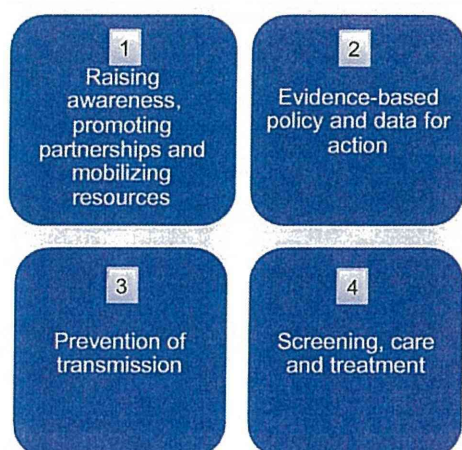 1
Raising
awareness,
promoting
partnerships and
mobilizing
resources
2
Evidence-based
policy and data for
action
3
Prevention of
transmission
4
Screening, care
and treatment